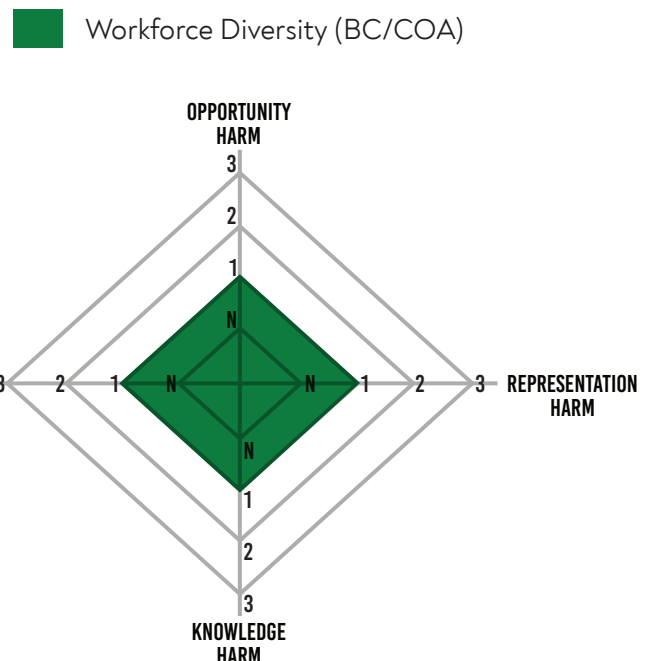 Workforce Diversity (BC/COA)
OPPORTUNITY
HARM
3
2
1
N
3 2 1 N N 1 2 3 REPRESENTATION
HARM
N
1
2
3
KNOWLEDGE
HARM